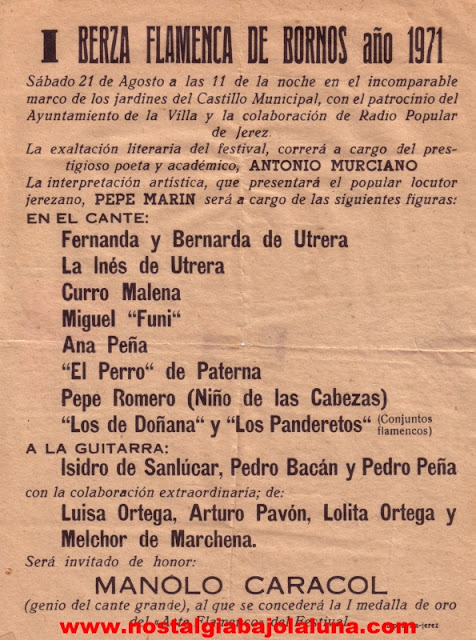 I BERZA FLAMENCA DE BORNOS año 1971
Sábado 21 de Agosto a las 11 de la noche en el incomparable
marco de los jardines del Castillo Municipal, con el patrocinio del
Ayuntamiento de la Villa y la colaboración de Radio Popular
de Jerez.
La exaltación literaria del festival, correrá a cargo del pres-
tigioso poeta y académico, ANTONIO MURCIANO
La interpretación artística, que presentará el popular locutor
jerezano, PEPE MARIN será a cargo de las siguientes figuras:
EN EL CANTE:
Fernanda y Bernarda de Utrera
La Inés de Utrera
Curro Malena
Miguel "Funi"
Ana Peña
"El Perro" de Paterna
Pepe Romero (Niño de las Cabezas)
"Los de Doñana" y "Los Panderetos" (Conjuntos
flamencos)
A LA GUITARRA:
Isidro de Sanlúcar, Pedro Bacán y Pedro Peña
con la colaboración extraordinaria; de:
Luisa Ortega, Arturo Pavón, Lolita Ortega y
Melchor de Marchena.
Será invitado de honor:
MANOLO CARACOL
(genio del cante grande), al que se concederá la I medalla de oro
del «Arte Flamenco» del Festival.
www.nostalgiabajolaluna.com